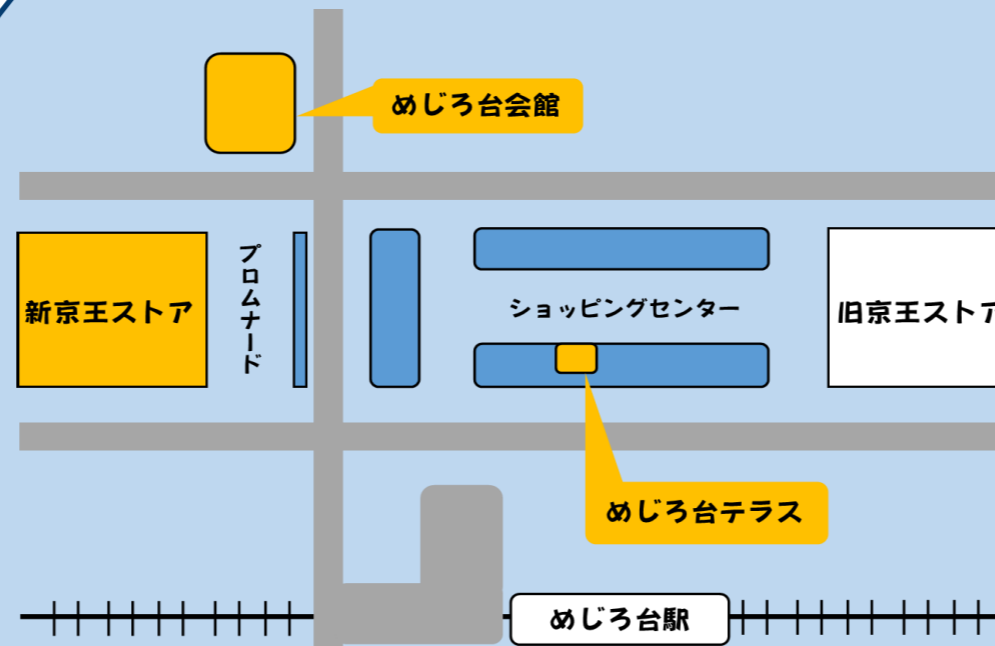 めじろ台会館
新京王ストア
プロムナード
ショッピングセンター
旧京王ストア
めじろ台テラス
めじろ台駅